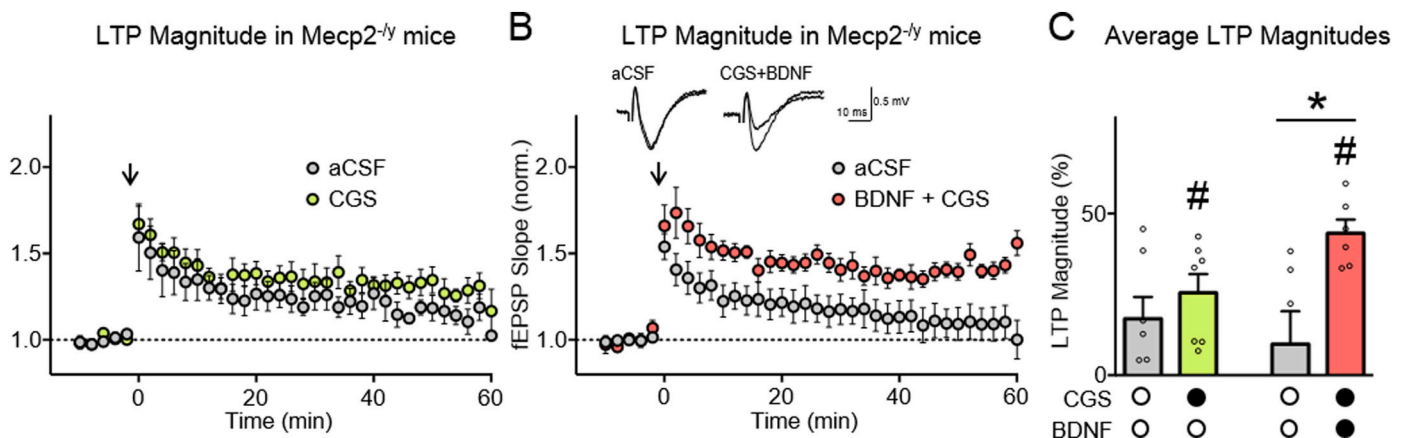 LTP Magnitude in Mecp2-/y mice
2.0
1.5
1.0
aCSF
CGS
0 20 40 60
Time (min)
B
LTP Magnitude in Mecp2-/y mice
aCSF CGS+BDNF
0.5 mV
10 ms
fEPSP Slope (norm.)
2.0
1.5
1.0
aCSF
BDNF + CGS
0 20 40 60
Time (min)
C
Average LTP Magnitudes
LTP Magnitude (%)
50
0
*
#
#
CGS
BDNF